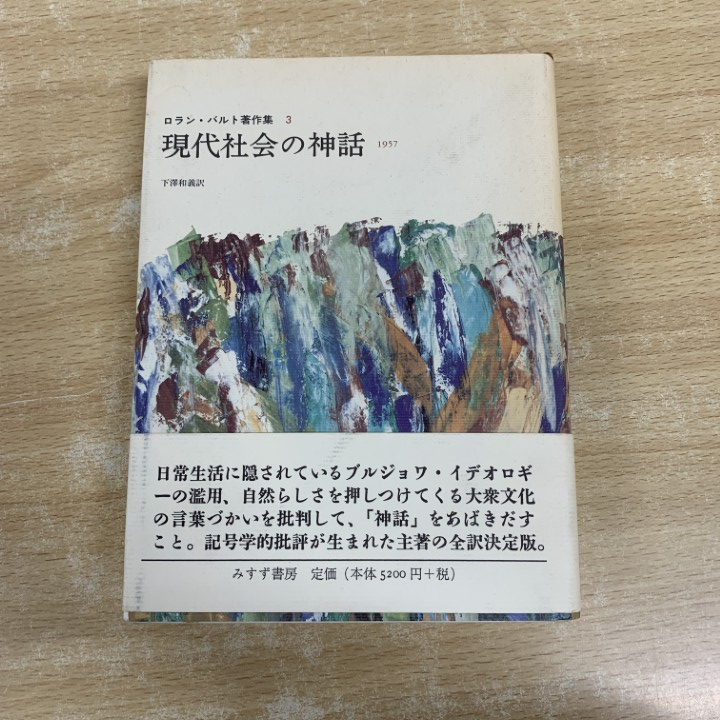 ロラン・バルト著作集 3
現代社会の神話 1957
下澤和義訳
日常生活に隠されているブルジョワ・イデオロギ
ーの濫用、自然らしさを押しつけてくる大衆文化
の言葉づかいを批判して、「神話」をあばきだす
こと。記号学的批評が生まれた主著の全訳決定版。
みすず書房 定価（本体 5200 円＋税）